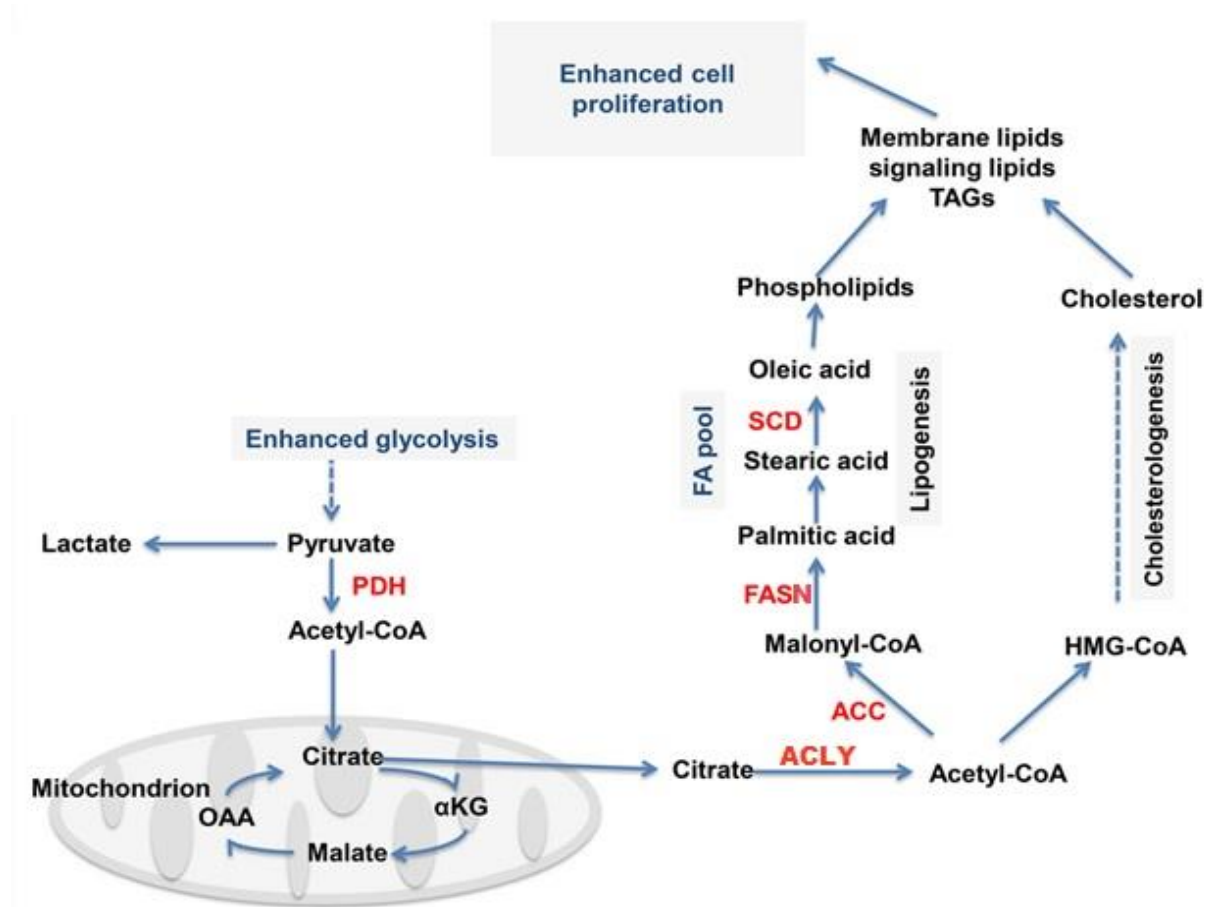 Enhanced cell
proliferation
Membrane lipids
signaling lipids
TAGs
Phospholipids
Cholesterol
Oleic acid
SCD
Stearic acid
FA pool
Lipogenesis
Cholesterologenesis
Palmitic acid
FASN
Malonyl-CoA
HMG-CoA
ACC
Enhanced glycolysis
Lactate
Pyruvate
PDH
Acetyl-CoA
Citrate
Mitochondrion
OAA
αKG
Malate
Citrate
ACLY
Acetyl-CoA